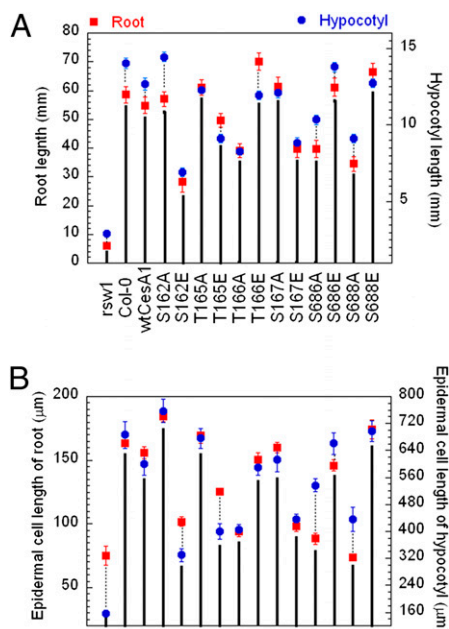 A
Root
Hypocotyl
80
70
60
50
40
30
20
10
0
Root legnth (mm)
15
10
5
Hypocotyl length (mm)
rsw1
Col-0
wtCesA1
S162A
S162E
T165A
T165E
T166A
T166E
S167A
S167E
S686A
S686E
S688A
S688E
B
200
150
100
50
Epidermal cell length of root (μm)
800
720
640
560
480
400
320
240
160
Epidermal cell length of hypocotyl (μm